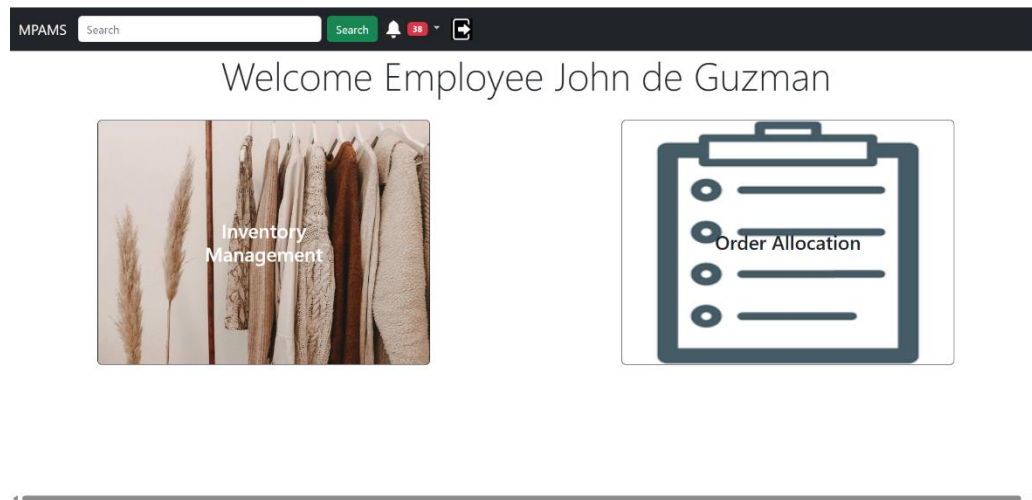 MPAMS Search Search 38
Welcome Employee John de Guzman
Inventory
Management
Order Allocation